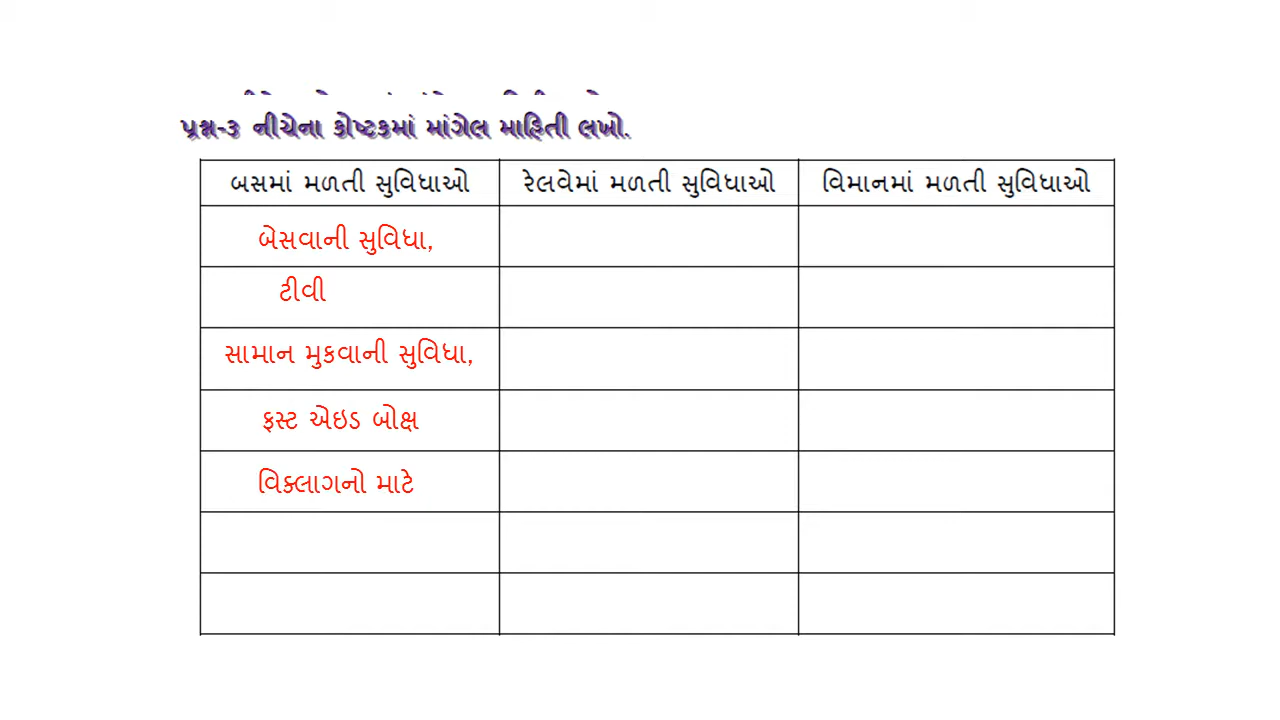 પ્રશ્ન-૩ નીચેના કોષ્ટકમાં માંગેલ માહિતી લખો.
બસમાં મળતી સુવિધાઓ રેલવેમાં મળતી સુવિધાઓ વિમાનમાં મળતી સુવિધાઓ
બેસવાની સુવિધા,
ટીવી
સામાન મુકવાની સુવિધા,
ફસ્ટ એઇડ બોક્ષ
વિક્લાગનો માટે